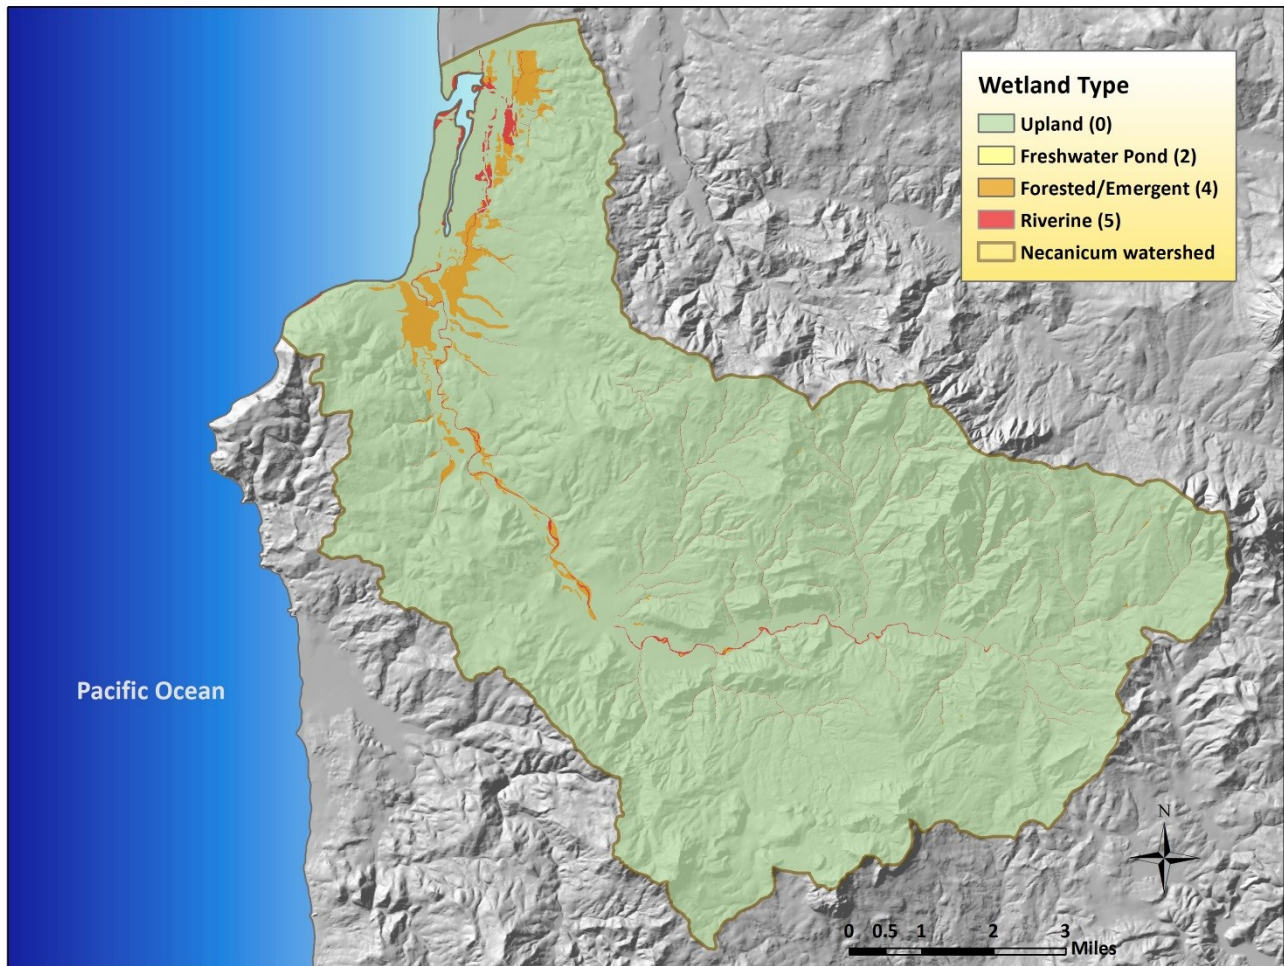 Wetland Type
Upland (0)
Freshwater Pond (2)
Forested/Emergent (4)
Riverine (5)
Necanicum watershed
Pacific Ocean
N
0 0.5 1 2 3
Miles